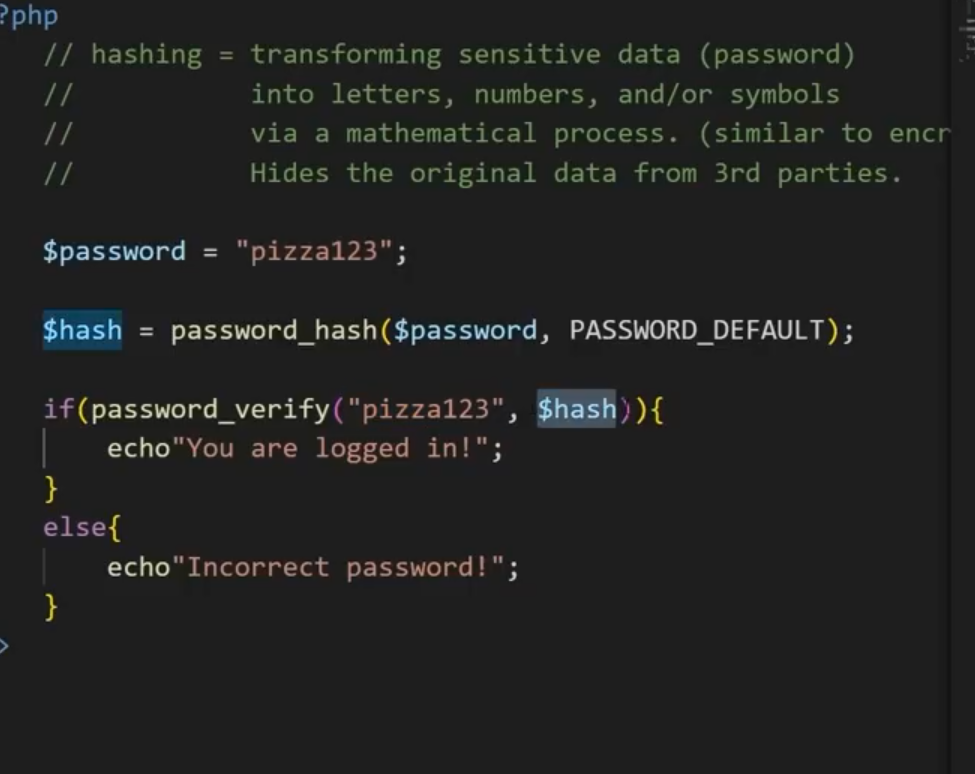 ?php
// hashing = transforming sensitive data (password)
//           into letters, numbers, and/or symbols
//           via a mathematical process. (similar to encr
//           Hides the original data from 3rd parties.
$password = "pizza123";
$hash = password_hash($password, PASSWORD_DEFAULT);
if(password_verify("pizza123", $hash)){
    echo"You are logged in!";
}
else{
    echo"Incorrect password!";
}
>